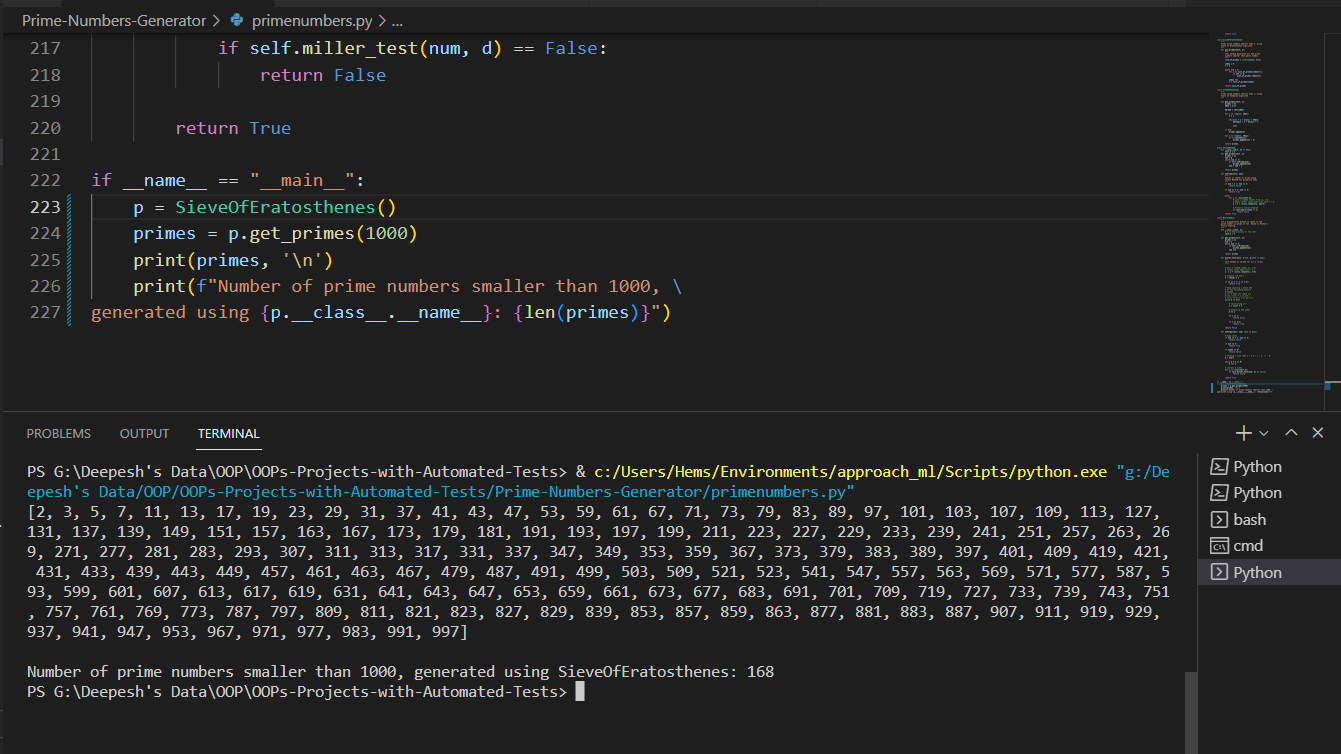 Prime-Numbers-Generator > primenumbers.py > ...
217 if self.miller_test(num, d) == False:
218 return False
219
220 return True
221
222 if __name__ == "__main__":
223 p = SieveOfEratosthenes()
224 primes = p.get_primes(1000)
225 print(primes, '\n')
226 print(f"Number of prime numbers smaller than 1000, \
227 generated using {p.__class__.__name__}: {len(primes)}")
PROBLEMS OUTPUT TERMINAL
PS G:\Deepesh's Data\OOP\OOPs-Projects-with-Automated-Tests> & c:/Users/Hems/Environments/approach_ml/Scripts/python.exe "g:/De
epesh's Data/OOP/OOPs-Projects-with-Automated-Tests/Prime-Numbers-Generator/primenumbers.py"
[2, 3, 5, 7, 11, 13, 17, 19, 23, 29, 31, 37, 41, 43, 47, 53, 59, 61, 67, 71, 73, 79, 83, 89, 97, 101, 103, 107, 109, 113, 127,
131, 137, 139, 149, 151, 157, 163, 167, 173, 179, 181, 191, 193, 197, 199, 211, 223, 227, 229, 233, 239, 241, 251, 257, 263, 26
9, 271, 277, 281, 283, 293, 307, 311, 313, 317, 331, 337, 347, 349, 353, 359, 367, 373, 379, 383, 389, 397, 401, 409, 419, 421,
431, 433, 439, 443, 449, 457, 461, 463, 467, 479, 487, 491, 499, 503, 509, 521, 523, 541, 547, 557, 563, 569, 571, 577, 587, 5
93, 599, 601, 607, 613, 617, 619, 631, 641, 643, 647, 653, 659, 661, 673, 677, 683, 691, 701, 709, 719, 727, 733, 739, 743, 751
, 757, 761, 769, 773, 787, 797, 809, 811, 821, 823, 827, 829, 839, 853, 857, 859, 863, 877, 881, 883, 887, 907, 911, 919, 929,
937, 941, 947, 953, 967, 971, 977, 983, 991, 997]
Number of prime numbers smaller than 1000, generated using SieveOfEratosthenes: 168
PS G:\Deepesh's Data\OOP\OOPs-Projects-with-Automated-Tests>
Python
Python
bash
cmd
Python